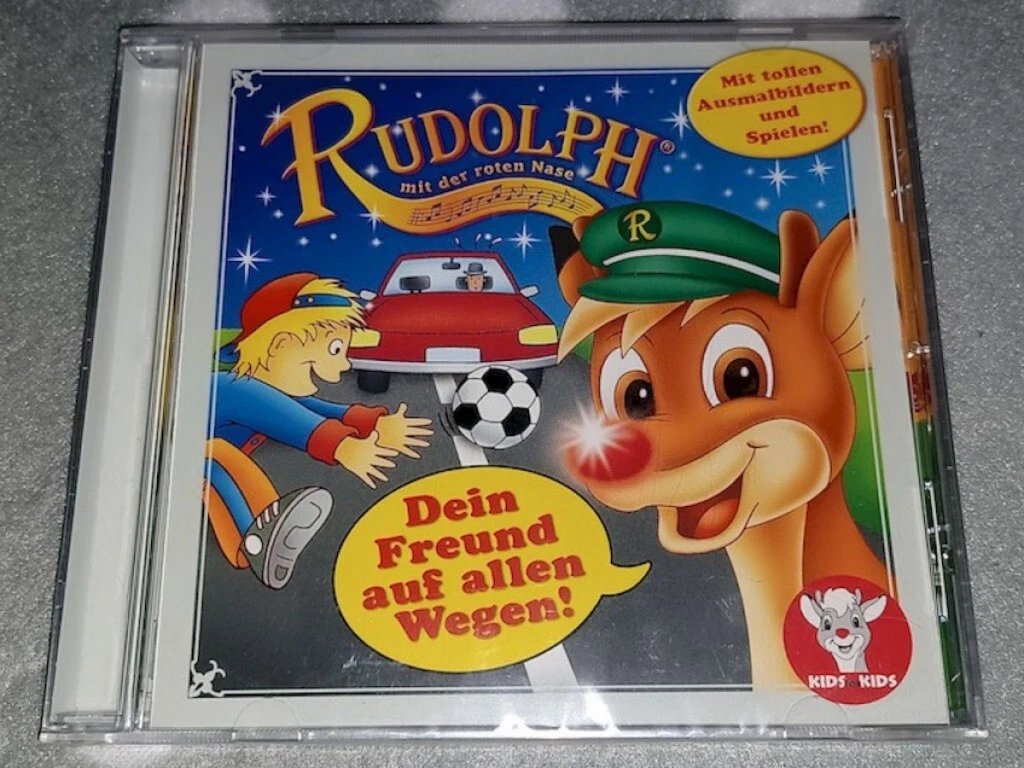 Mit tollen
Ausmalbildern
und
Spielen!
RUDOLPH®
mit der roten Nase
R
Dein
Freund
auf allen
Wegen!
KIDS KIDS